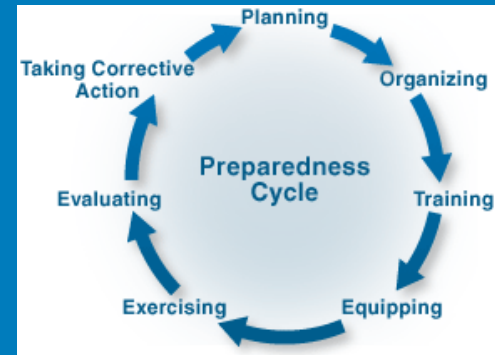 Planning
Organizing
Training
Equipping
Exercising
Evaluating
Taking Corrective
Action
Preparedness
Cycle